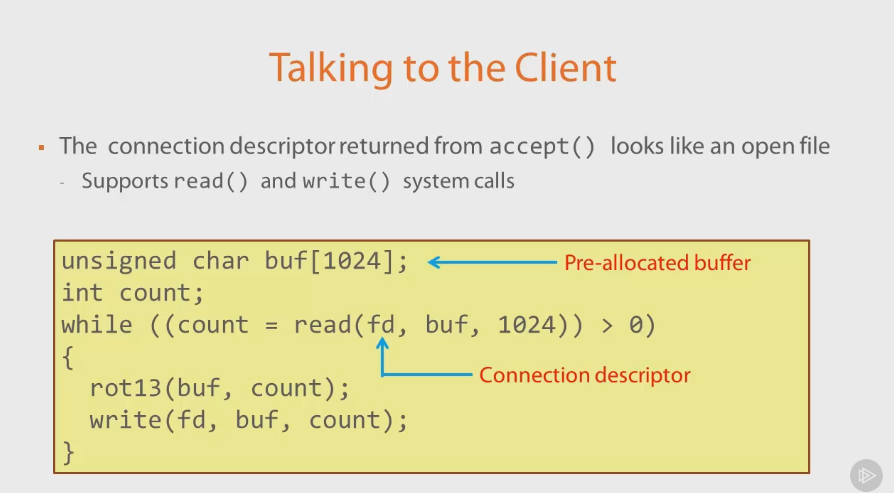 Talking to the Client
▪ The connection descriptor returned from accept() looks like an open file
- Supports read() and write() system calls
unsigned char buf[1024]; Pre-allocated buffer
int count;
while ((count = read(fd, buf, 1024)) > 0)
{
Connection descriptor
rot13(buf, count);
write(fd, buf, count);
}